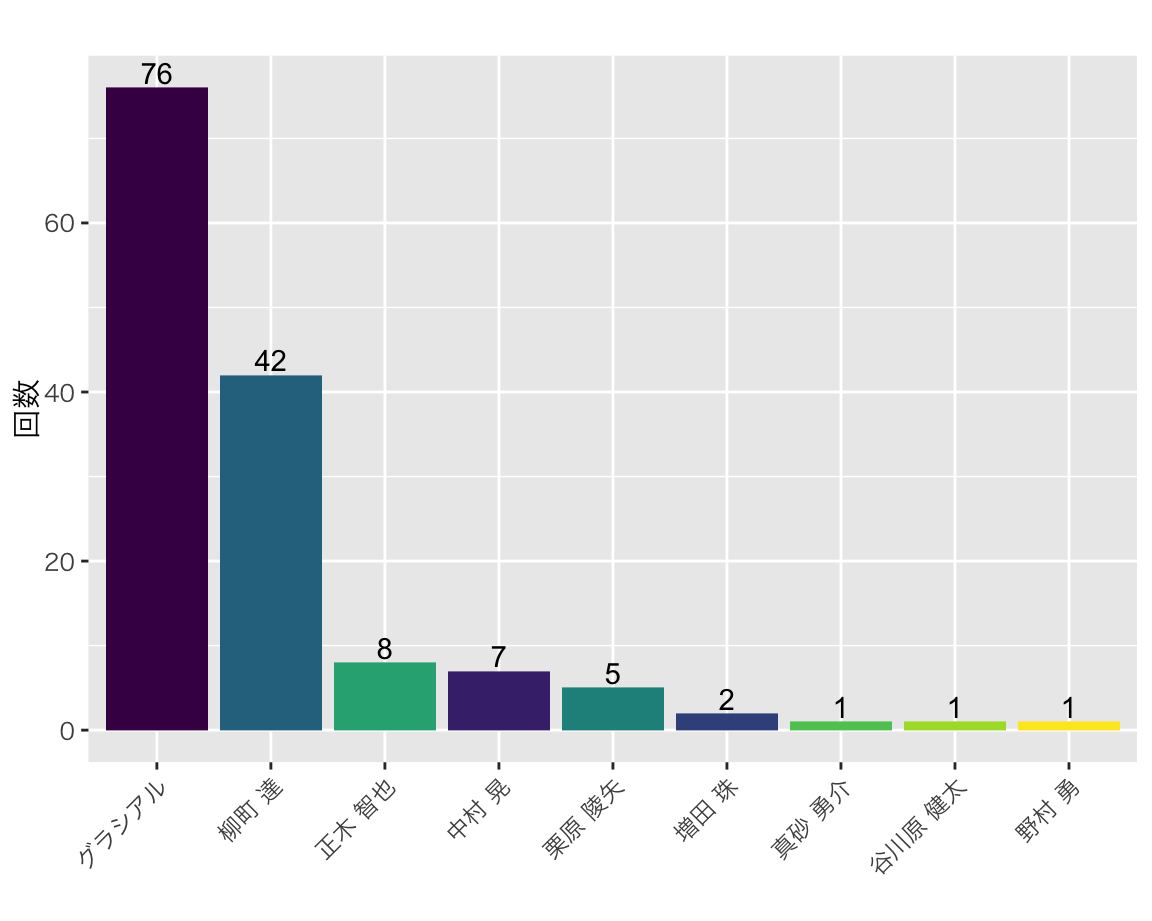 回数
60
40
20
0
76
42
8
7
5
2
1
1
1
グラシアル
柳町 達
正木 智也
中村 晃
栗原 陵矢
増田 珠
真砂 勇介
谷川原 健太
野村 勇